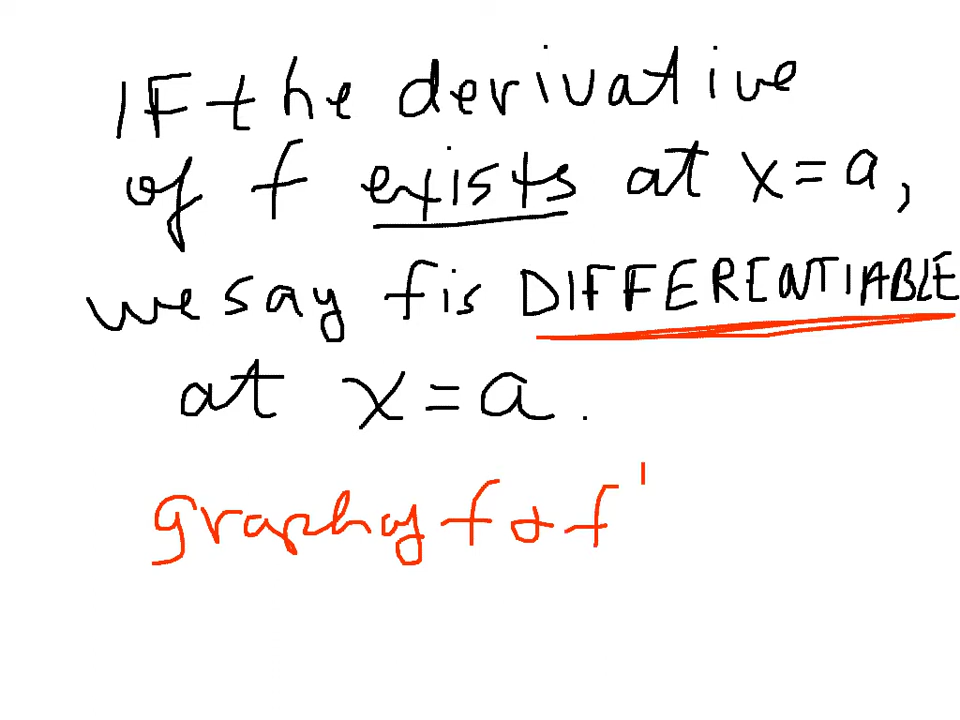 IF the derivative
of f exists at x = a,
we say f is DIFFERENTIABLE
at x = a.
graph of f & f'